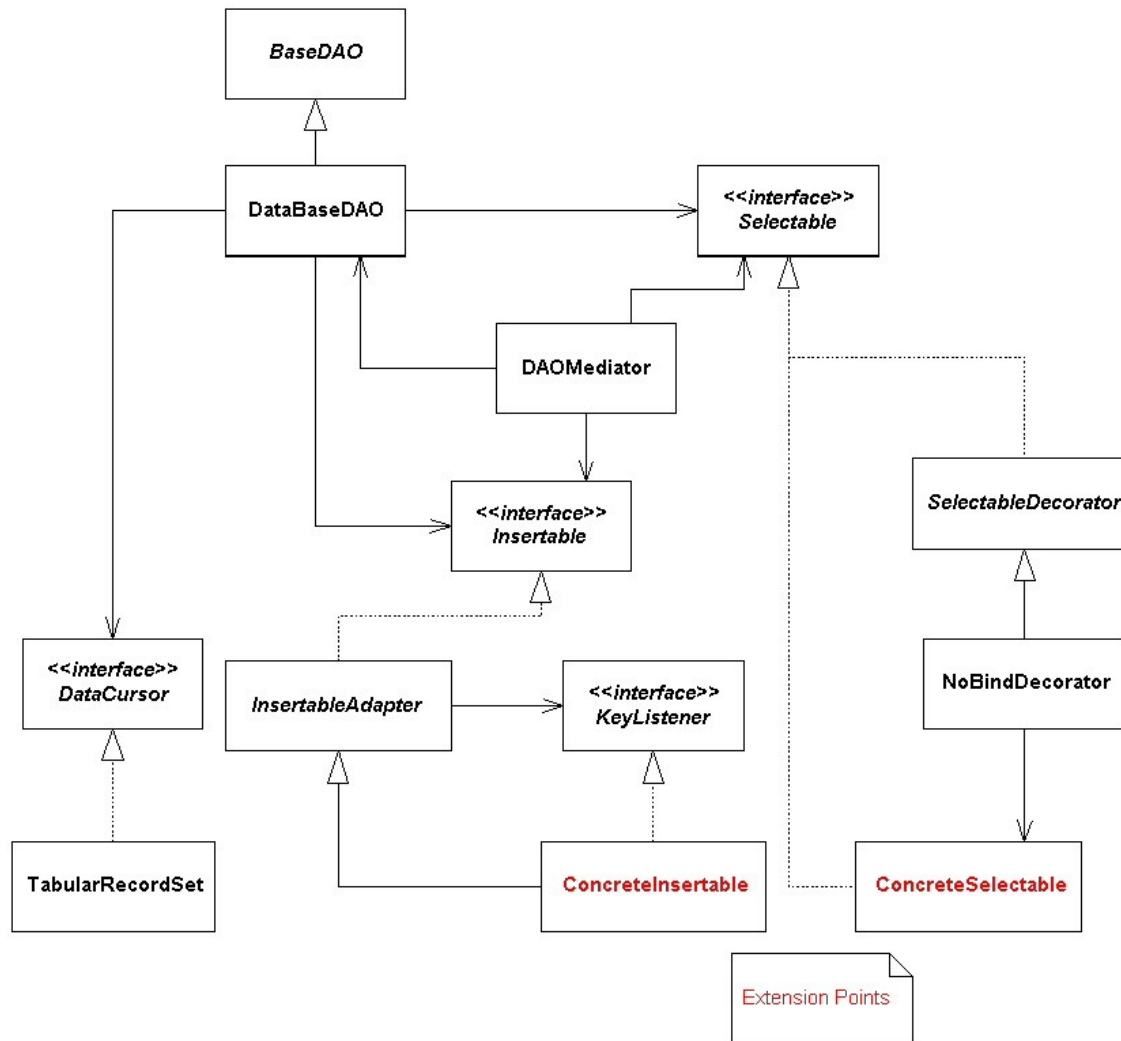 BaseDAO
DataBaseDAO
<<interface>>
Selectable
DAOMediator
<<interface>>
Insertable
SelectableDecorator
<<interface>>
DataCursor
InsertableAdapter
<<interface>>
KeyListener
NoBindDecorator
TabularRecordSet
ConcreteInsertable
ConcreteSelectable
Extension Points